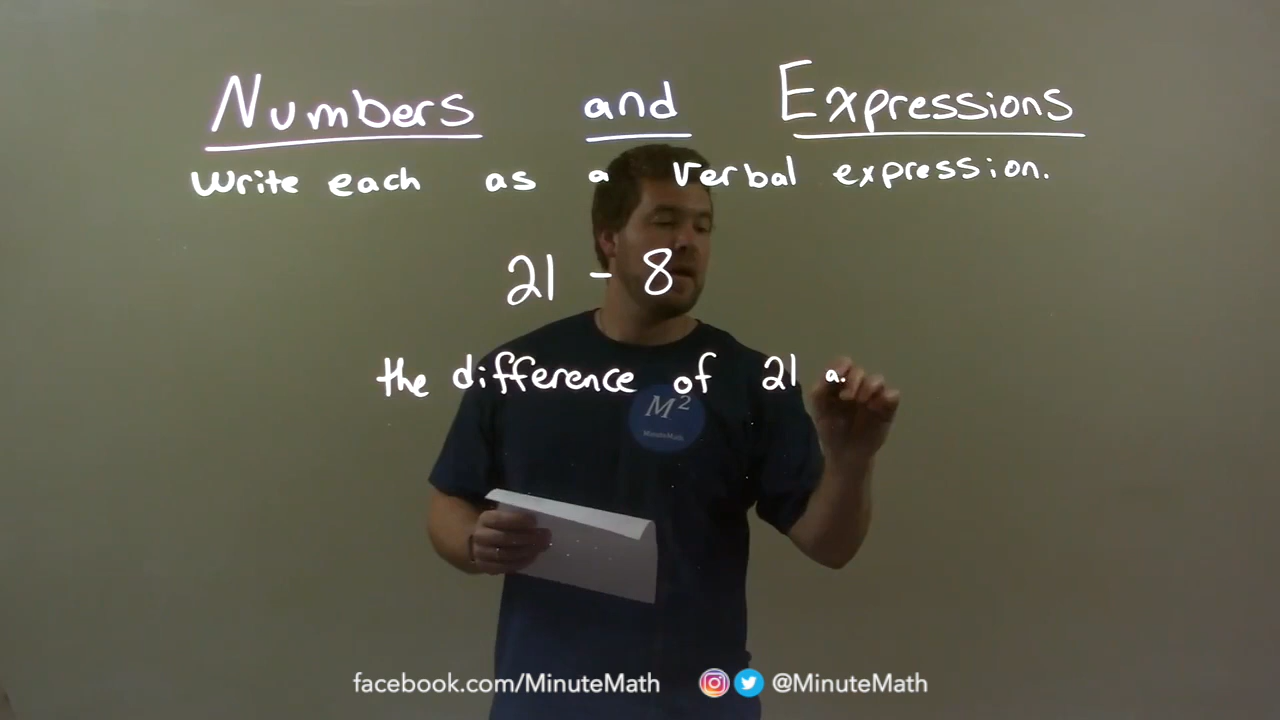 Numbers and Expressions
Write each as a verbal expression.
21 - 8
the difference of 21 a
M²
MinuteMath
facebook.com/MinuteMath @MinuteMath